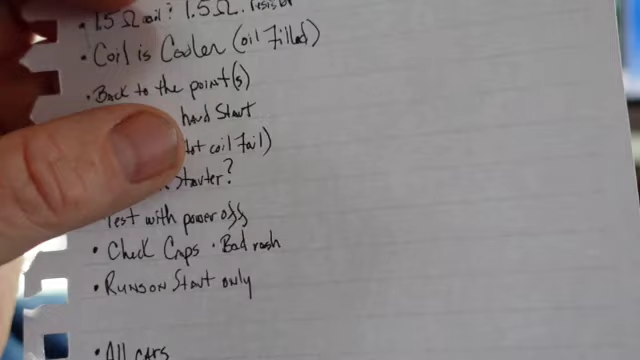 • 1.5 Ω coil? 1.5 Ω. resistor
• Coil is Cooler (oil Filled)
• Back to the point(s)
hard Start
Hot coil Fail)
Starter?
Test with power off
• Check Caps • Bad
• Runs on Start only
• All cars